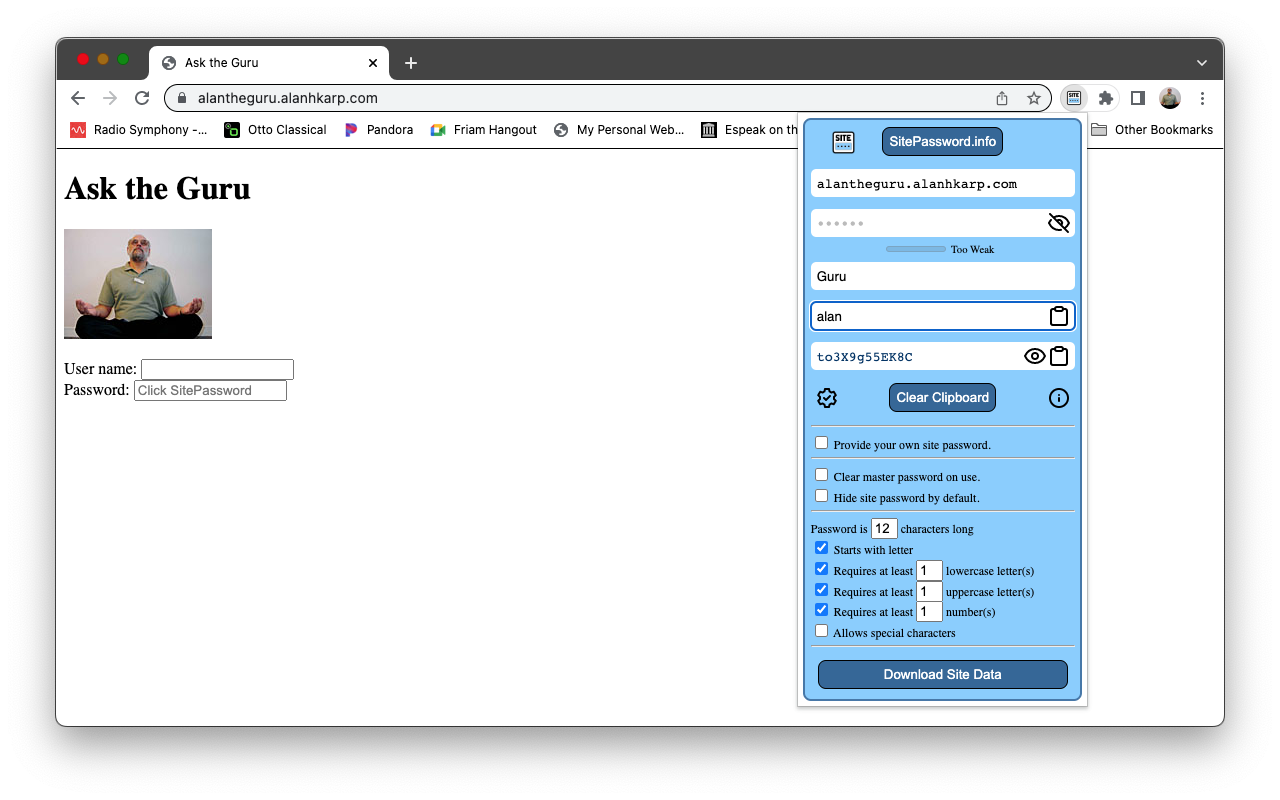 Ask the Guru
alantheguru.alanhkarp.com
Radio Symphony -... Otto Classical Pandora Friam Hangout My Personal Web... Espeak on th Other Bookmarks
Ask the Guru
User name:
Password: Click SitePassword
SITE SitePassword.info
alantheguru.alanhkarp.com
Too Weak
Guru
alan
to3X9g55EK8C
Clear Clipboard
Provide your own site password.
Clear master password on use.
Hide site password by default.
Password is 12 characters long
Starts with letter
Requires at least 1 lowercase letter(s)
Requires at least 1 uppercase letter(s)
Requires at least 1 number(s)
Allows special characters
Download Site Data